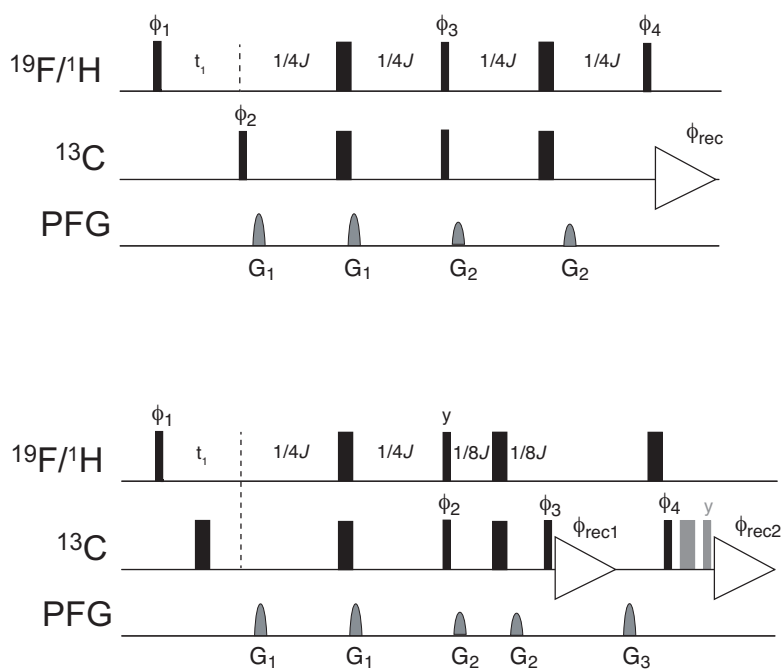 ϕ1 ϕ3 ϕ4
19F/1H t1 1/4J 1/4J 1/4J 1/4J
ϕ2
13C ϕrec
PFG
G1 G1 G2 G2
ϕ1 y
19F/1H t1 1/4J 1/4J 1/8J 1/8J
ϕ2 ϕ3 ϕrec1 ϕ4 y ϕrec2
13C
PFG
G1 G1 G2 G2 G3